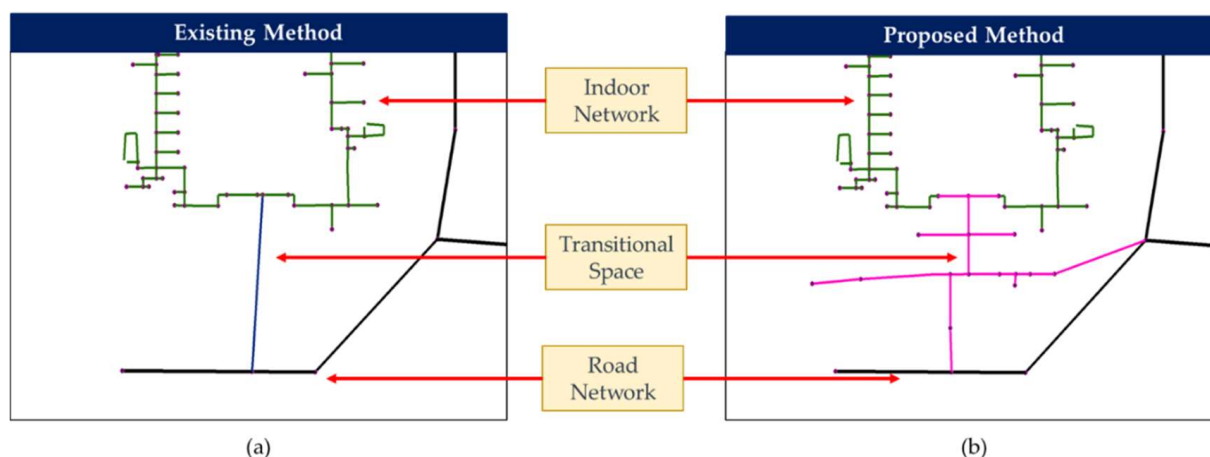 Existing Method
Proposed Method
Indoor
Network
Transitional
Space
Road
Network
(a)
(b)